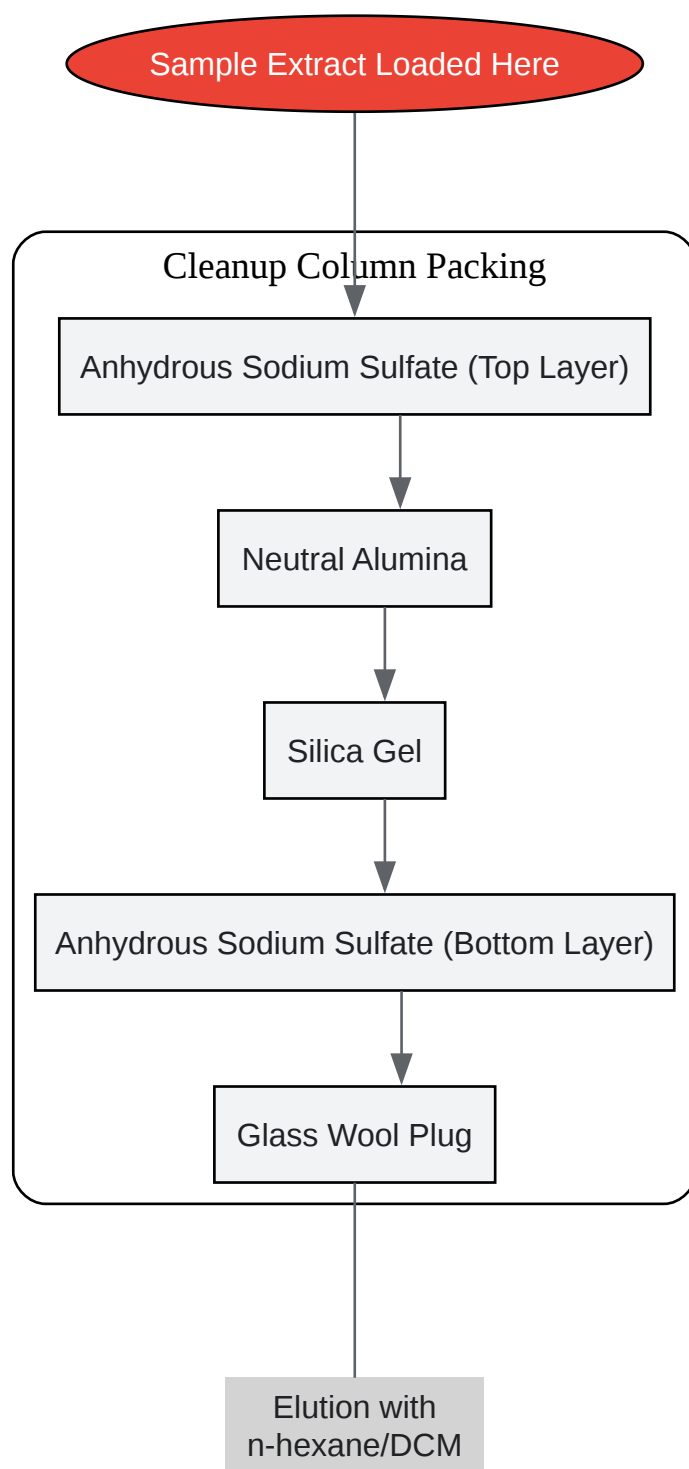 Sample Extract Loaded Here
Cleanup Column Packing
Anhydrous Sodium Sulfate (Top Layer)
Neutral Alumina
Silica Gel
Anhydrous Sodium Sulfate (Bottom Layer)
Glass Wool Plug
Elution with
n-hexane/DCM